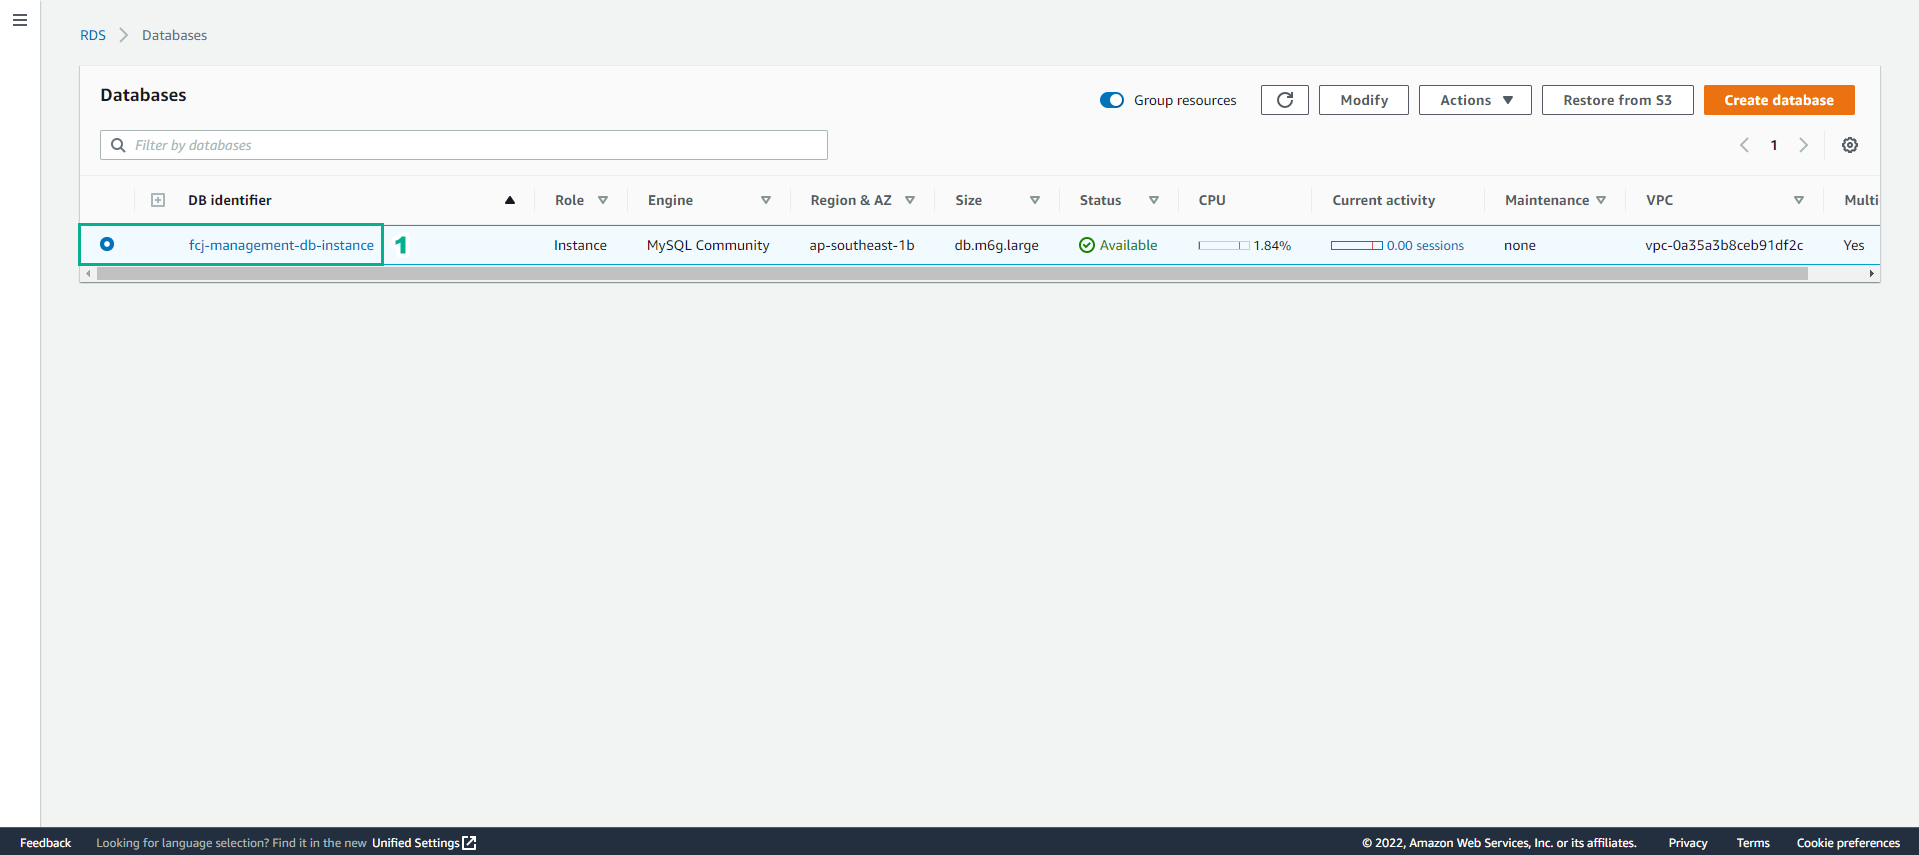 RDS > Databases
Databases
Group resources
Modify
Actions
Restore from S3
Create database
Filter by databases
1
DB identifier Role Engine Region & AZ Size Status CPU Current activity Maintenance VPC Multi
fcj-management-db-instance 1 Instance MySQL Community ap-southeast-1b db.m6g.large Available 1.84% 0.00 sessions none vpc-0a35a3b8ceb91df2c Yes
Feedback Looking for language selection? Find it in the new Unified Settings © 2022, Amazon Web Services, Inc. or its affiliates. Privacy Terms Cookie preferences